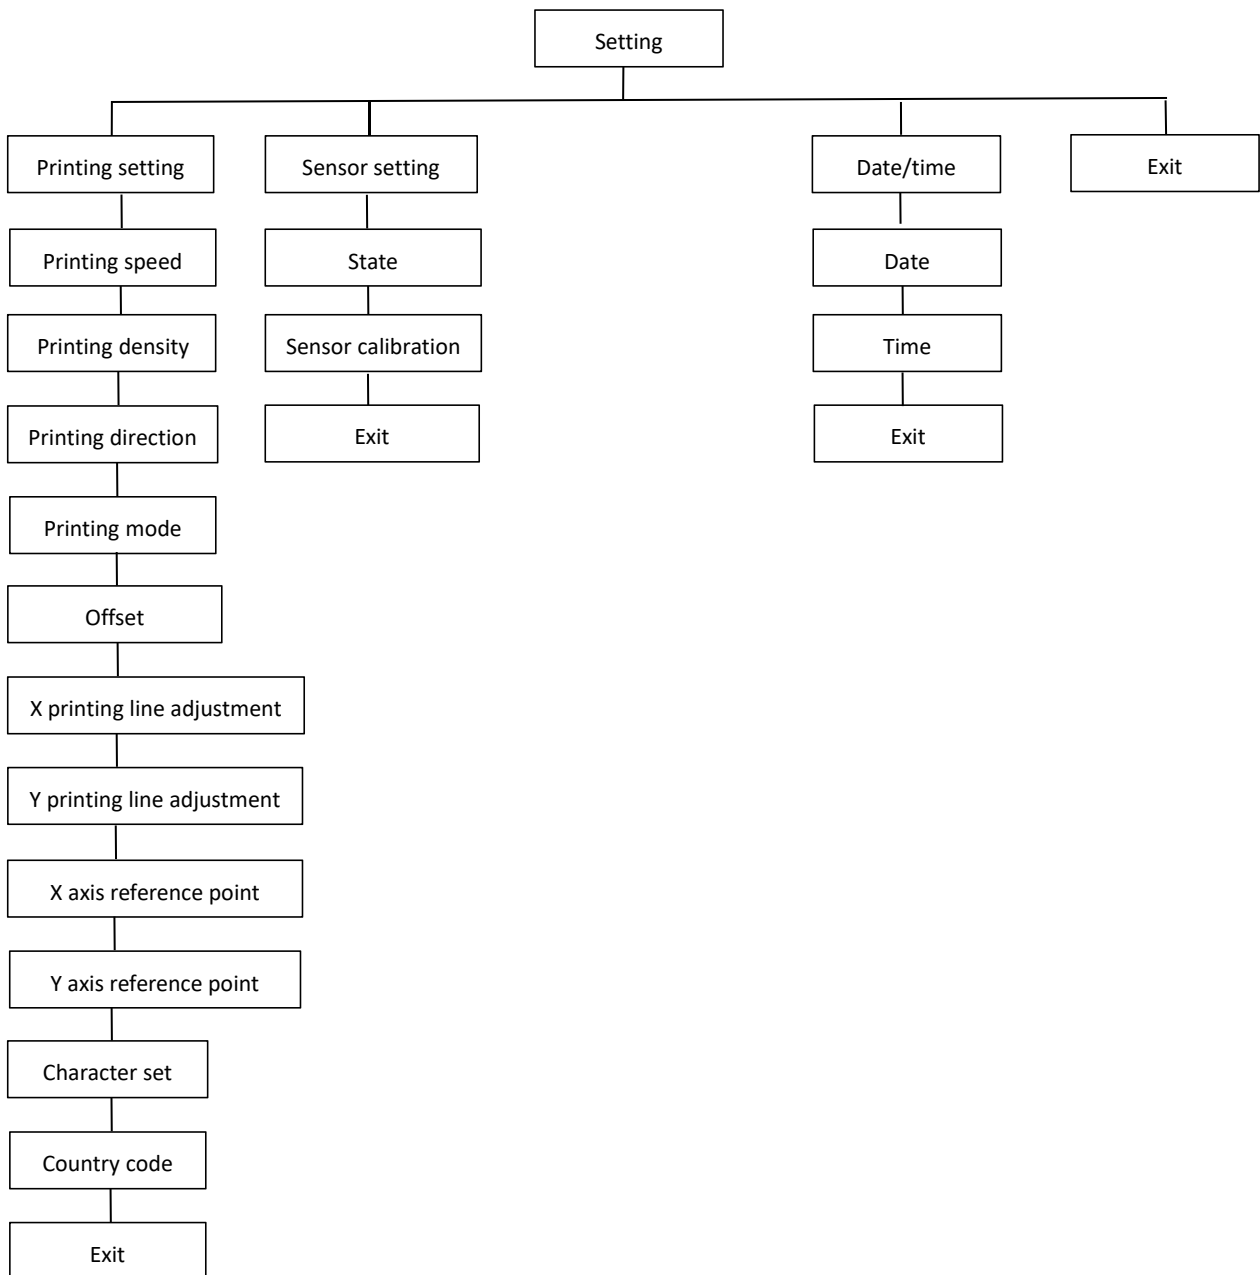 Setting
Printing setting
Sensor setting
Date/time
Exit
Printing speed
State
Date
Printing density
Sensor calibration
Time
Printing direction
Exit
Exit
Printing mode
Offset
X printing line adjustment
Y printing line adjustment
X axis reference point
Y axis reference point
Character set
Country code
Exit